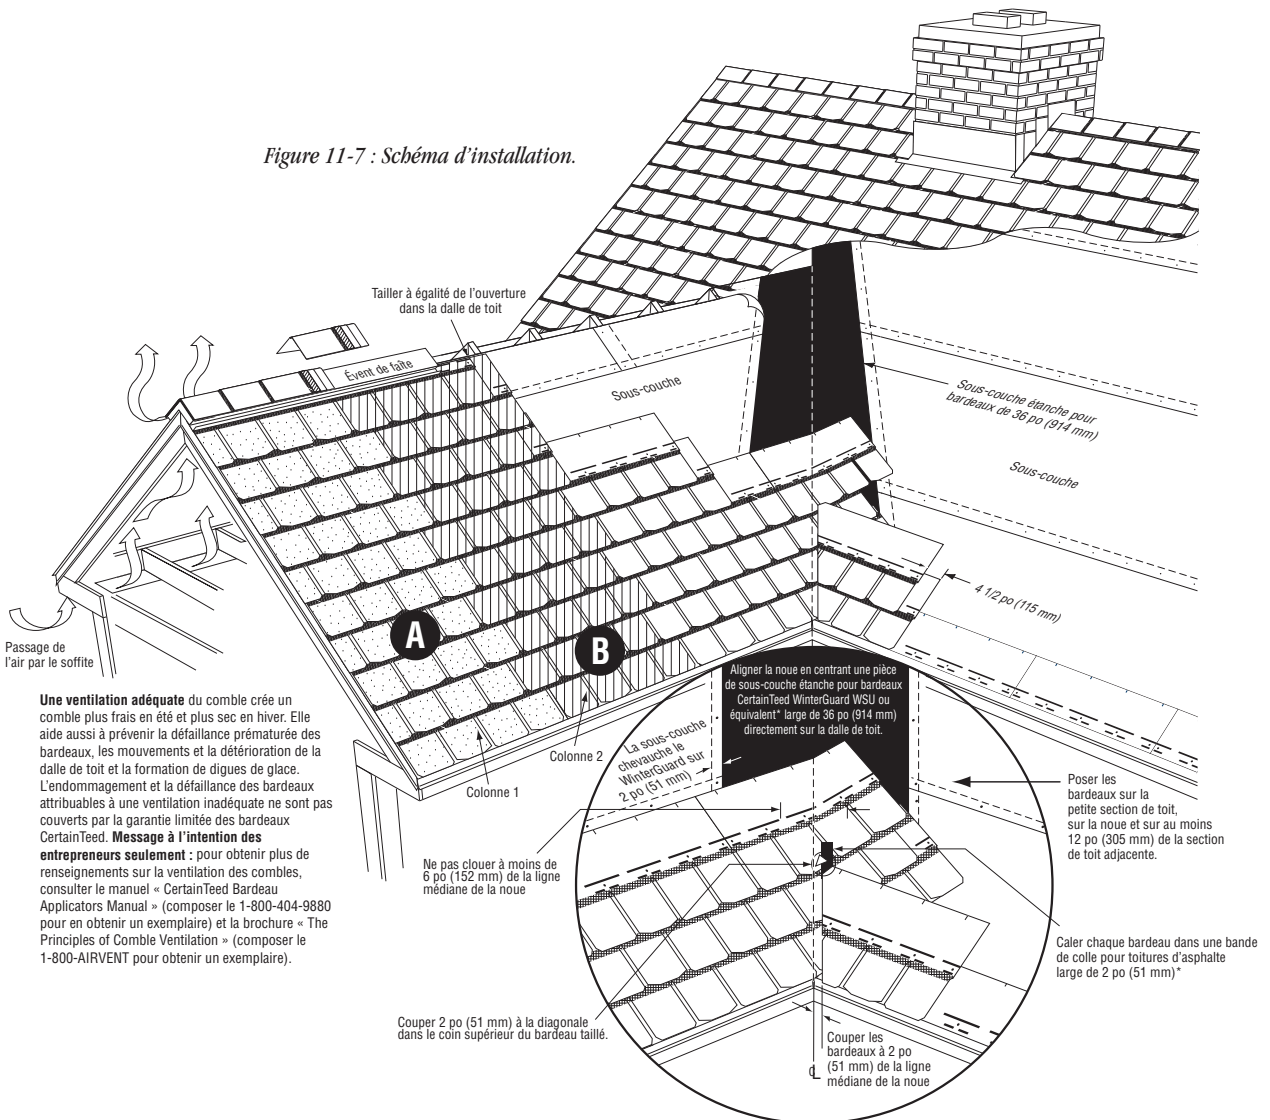 Figure 11-7 : Schéma d'installation.
Tailler à égalité de l'ouverture
dans la dalle de toit
Évent de faîte
Sous-couche
Sous-couche étanche pour
bardeaux de 36 po (914 mm)
Sous-couche
4 1/2 po (115 mm)
A
B
Passage de
l'air par le soffite
Une ventilation adéquate du comble crée un
comble plus frais en été et plus sec en hiver. Elle
aide aussi à prévenir la défaillance prématurée des
bardeaux, les mouvements et la détérioration de la
dalle de toit et la formation de digues de glace.
L'endommagement et la défaillance des bardeaux
attribuables à une ventilation inadéquate ne sont pas
couverts par la garantie limitée des bardeaux
CertainTeed. Message à l'intention des
entrepreneurs seulement : pour obtenir plus de
renseignements sur la ventilation des combles,
consulter le manuel « CertainTeed Bardeau
Applicators Manual » (composer le 1-800-404-9880
pour en obtenir un exemplaire) et la brochure « The
Principles of Comble Ventilation » (composer le
1-800-AIRVENT pour obtenir un exemplaire).
Colonne 1
Colonne 2
Aligner la noue en centrant une pièce
de sous-couche étanche pour bardeaux
CertainTeed WinterGuard WSU ou
équivalent* large de 36 po (914 mm)
directement sur la dalle de toit.
La sous-couche
chevauche le
WinterGuard sur
2 po (51 mm)
Poser les
bardeaux sur la
petite section de toit,
sur la noue et sur au moins
12 po (305 mm) de la section
de toit adjacente.
Ne pas clouer à moins de
6 po (152 mm) de la ligne
médiane de la noue
Caler chaque bardeau dans une bande
de colle pour toitures d'asphalte
large de 2 po (51 mm)*
Couper 2 po (51 mm) à la diagonale
dans le coin supérieur du bardeau taillé.
Couper les
bardeaux à 2 po
(51 mm) de la ligne
médiane de la noue
℄